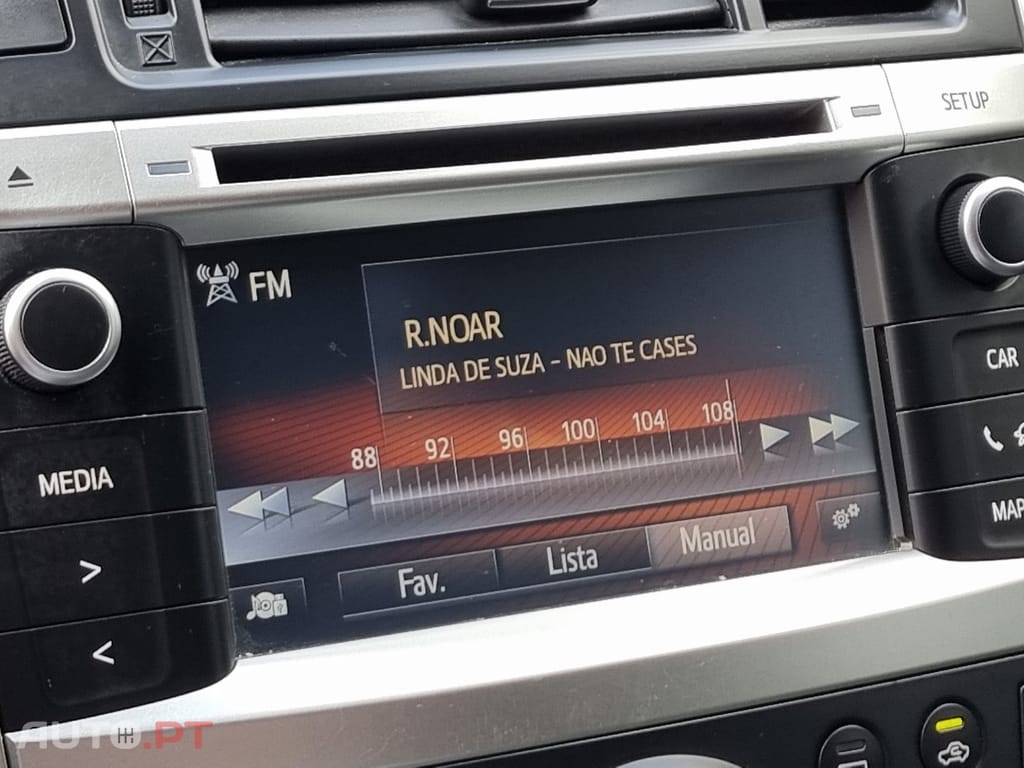 SETUP
FM
R.NOAR
LINDA DE SUZA - NAO TE CASES
88 92 96 100 104 108
MEDIA
CAR
MAP
Fav. Lista Manual
>
<
AUTO.PT